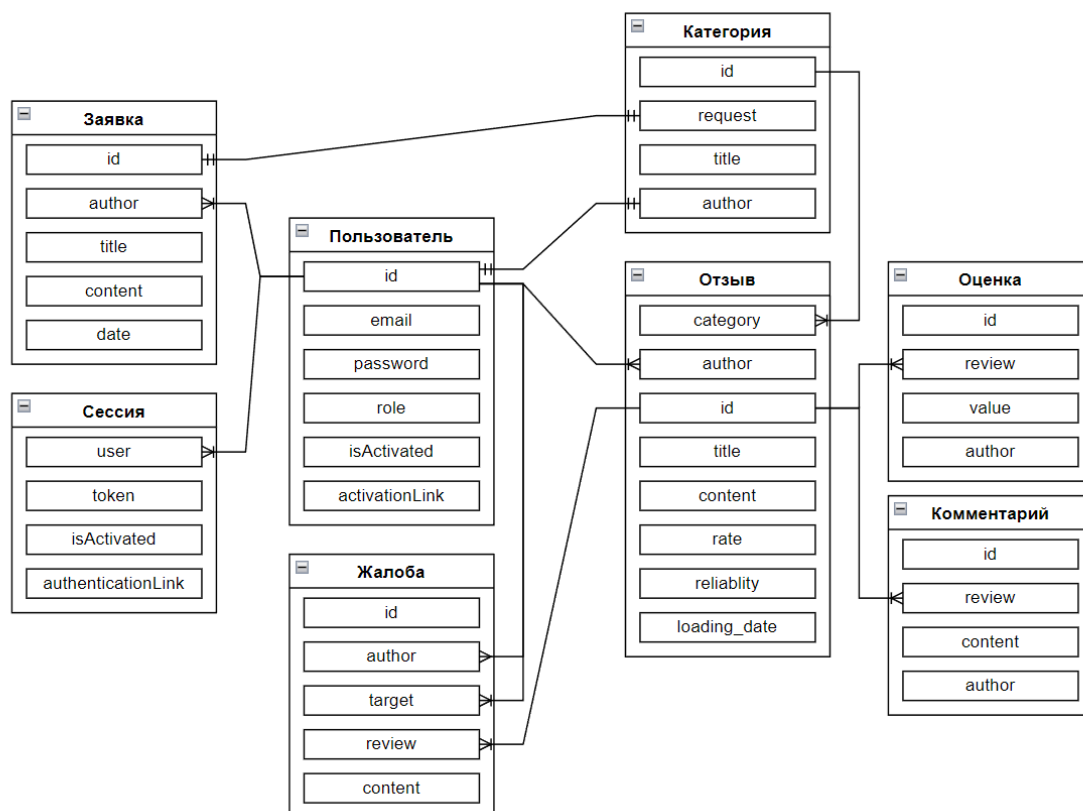 Заявка
id
author
title
content
date
Сессия
user
token
isActivated
authenticationLink
Пользователь
id
email
password
role
isActivated
activationLink
Жалоба
id
author
target
review
content
Категория
id
request
title
author
Отзыв
category
author
id
title
content
rate
reliablity
loading_date
Оценка
id
review
value
author
Комментарий
id
review
content
author